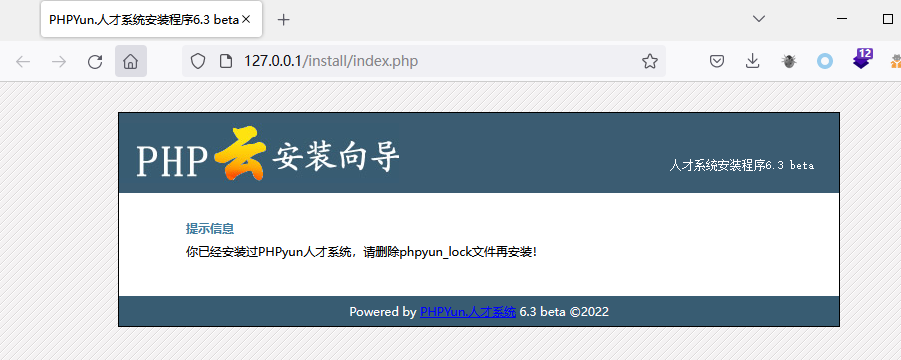 PHPYun.人才系统安装程序6.3 beta
127.0.0.1/install/index.php
12
PHP云安装向导
人才系统安装程序6.3 beta
提示信息
你已经安装过PHPyun人才系统，请删除phpyun_lock文件再安装！
Powered by PHPYun.人才系统 6.3 beta ©2022